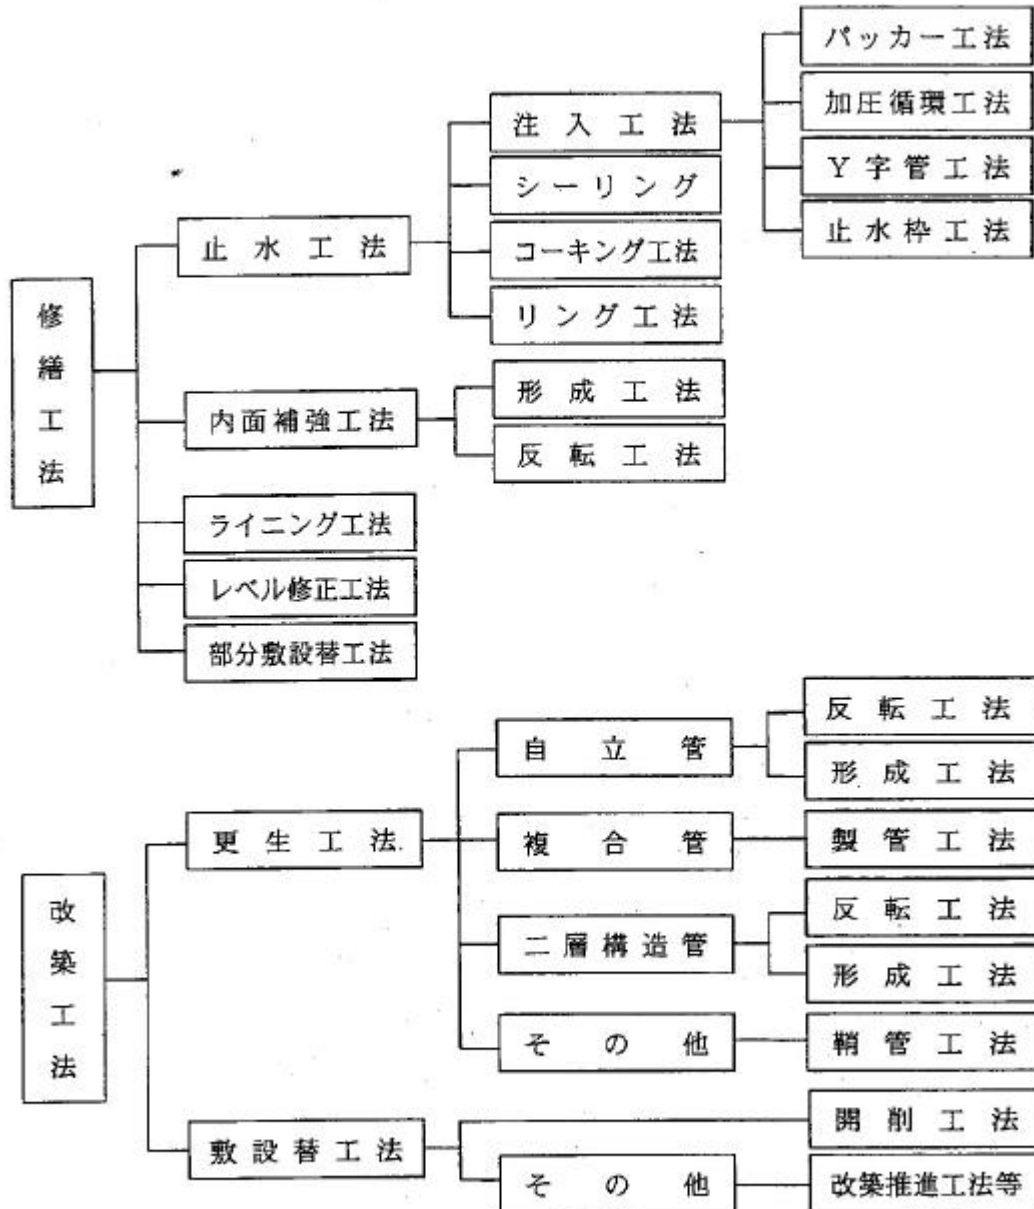 修繕工法
止水工法
注入工法
パッカー工法
加圧循環工法
Y字管工法
止水枠工法
シーリング
コーキング工法
リング工法
内面補強工法
形成工法
反転工法
ライニング工法
レベル修正工法
部分敷設替工法
改築工法
更生工法
自立管
反転工法
形成工法
複合管
製管工法
二層構造管
反転工法
形成工法
その他
鞘管工法
敷設替工法
開削工法
その他
改築推進工法等